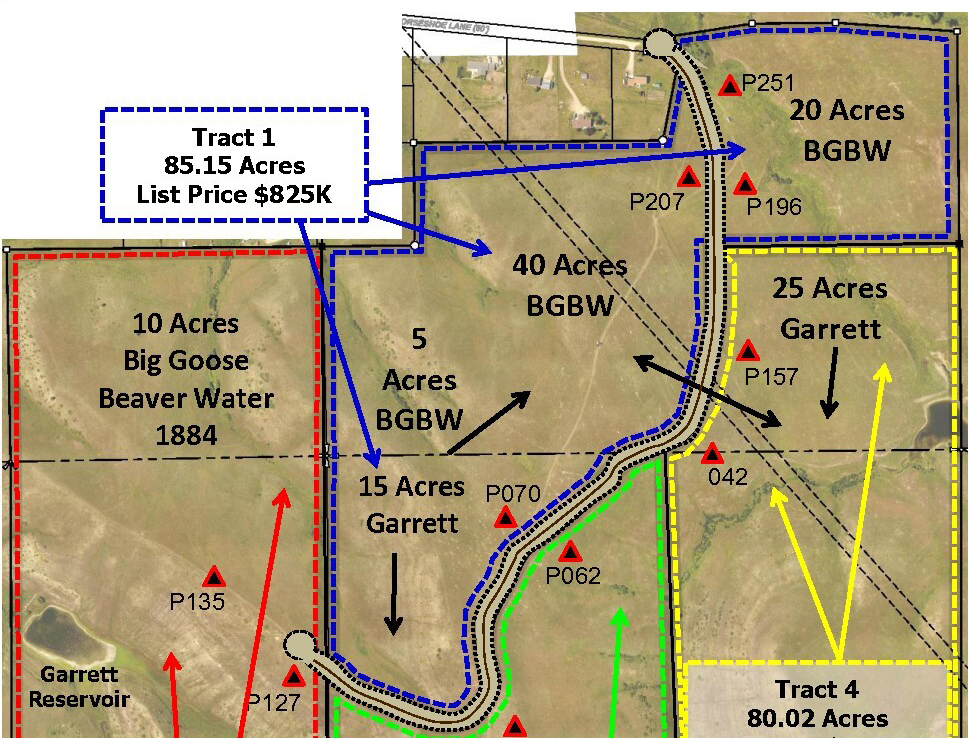 HORSESHOE LANE (60')
P251
20 Acres
BGBW
Tract 1
85.15 Acres
List Price $825K
P207
P196
40 Acres
BGBW
25 Acres
Garrett
10 Acres
Big Goose
Beaver Water
1884
5
Acres
BGBW
P157
042
15 Acres
Garrett
P070
P062
P135
Garrett
Reservoir
P127
Tract 4
80.02 Acres